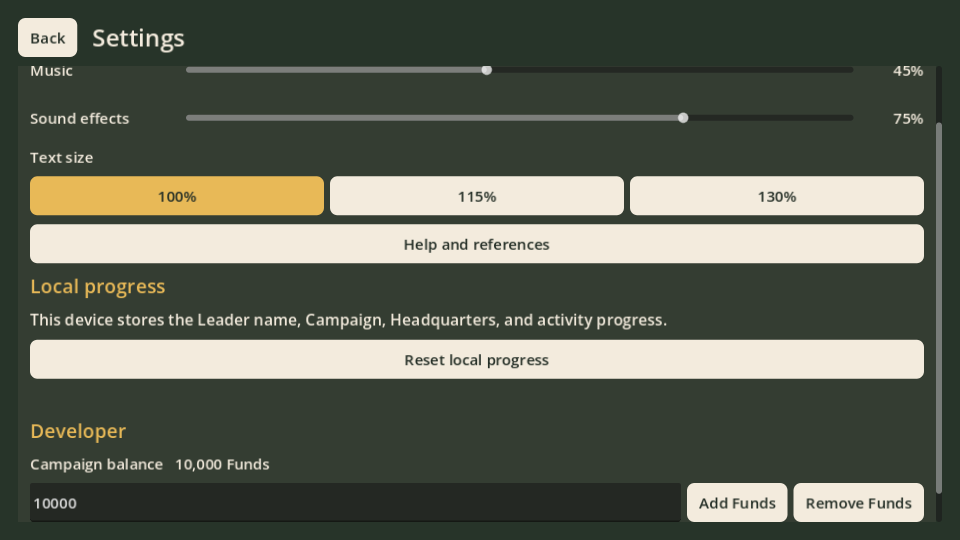 Back Settings
Music 45%
Sound effects 75%
Text size
100% 115% 130%
Help and references
Local progress
This device stores the Leader name, Campaign, Headquarters, and activity progress.
Reset local progress
Developer
Campaign balance 10,000 Funds
10000 Add Funds Remove Funds